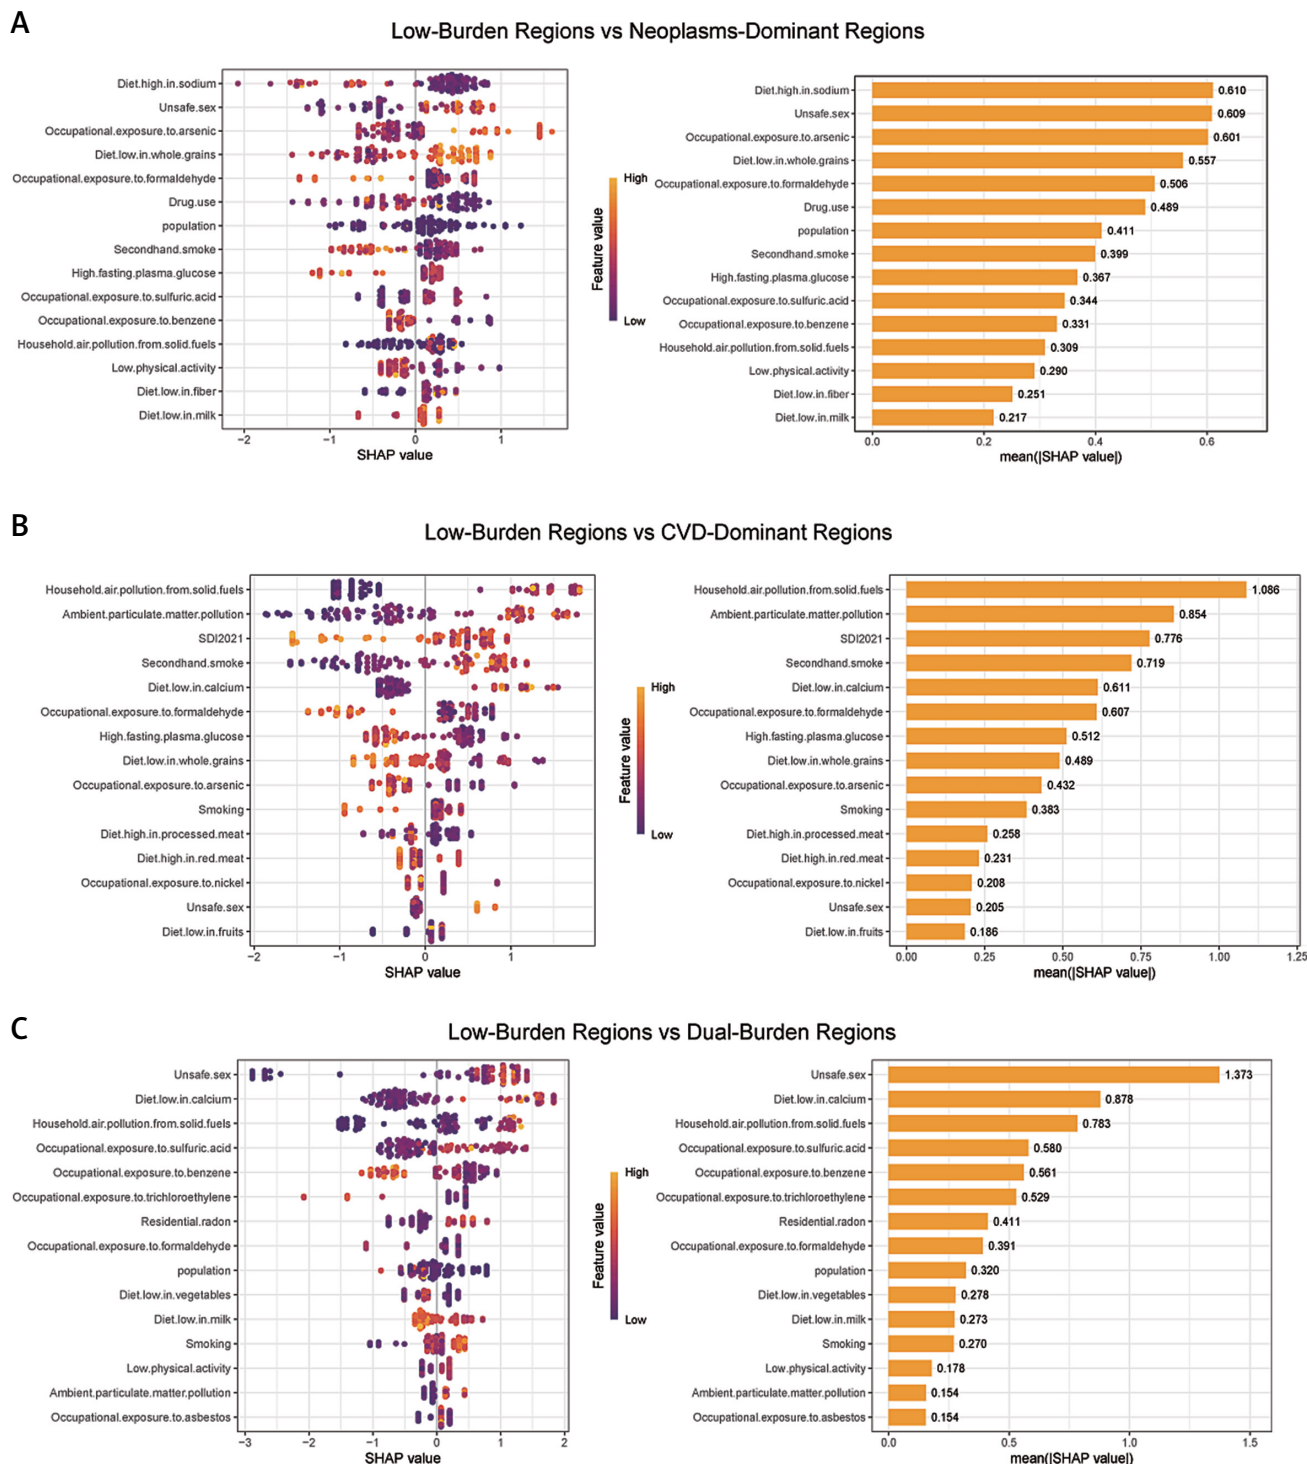 A
Low-Burden Regions vs Neoplasms-Dominant Regions
Diet.high.in.sodium
Unsafe.sex
Occupational.exposure.to.arsenic
Diet.low.in.whole.grains
Occupational.exposure.to.formaldehyde
Drug.use
population
Secondhand.smoke
High.fasting.plasma.glucose
Occupational.exposure.to.sulfuric.acid
Occupational.exposure.to.benzene
Household.air.pollution.from.solid.fuels
Low.physical.activity
Diet.low.in.fiber
Diet.low.in.milk
−2 −1 0 1
SHAP value
High
Feature value
Low
Diet.high.in.sodium 0.610
Unsafe.sex 0.609
Occupational.exposure.to.arsenic 0.601
Diet.low.in.whole.grains 0.557
Occupational.exposure.to.formaldehyde 0.506
Drug.use 0.489
population 0.411
Secondhand.smoke 0.399
High.fasting.plasma.glucose 0.367
Occupational.exposure.to.sulfuric.acid 0.344
Occupational.exposure.to.benzene 0.331
Household.air.pollution.from.solid.fuels 0.309
Low.physical.activity 0.290
Diet.low.in.fiber 0.251
Diet.low.in.milk 0.217
0.0 0.2 0.4 0.6
mean(|SHAP value|)
B
Low-Burden Regions vs CVD-Dominant Regions
Household.air.pollution.from.solid.fuels
Ambient.particulate.matter.pollution
SDI2021
Secondhand.smoke
Diet.low.in.calcium
Occupational.exposure.to.formaldehyde
High.fasting.plasma.glucose
Diet.low.in.whole.grains
Occupational.exposure.to.arsenic
Smoking
Diet.high.in.processed.meat
Diet.high.in.red.meat
Occupational.exposure.to.nickel
Unsafe.sex
Diet.low.in.fruits
−2 −1 0 1
SHAP value
High
Feature value
Low
Household.air.pollution.from.solid.fuels 1.086
Ambient.particulate.matter.pollution 0.854
SDI2021 0.776
Secondhand.smoke 0.719
Diet.low.in.calcium 0.611
Occupational.exposure.to.formaldehyde 0.607
High.fasting.plasma.glucose 0.512
Diet.low.in.whole.grains 0.489
Occupational.exposure.to.arsenic 0.432
Smoking 0.383
Diet.high.in.processed.meat 0.258
Diet.high.in.red.meat 0.231
Occupational.exposure.to.nickel 0.208
Unsafe.sex 0.205
Diet.low.in.fruits 0.186
0.00 0.25 0.50 0.75 1.00 1.25
mean(|SHAP value|)
C
Low-Burden Regions vs Dual-Burden Regions
Unsafe.sex
Diet.low.in.calcium
Household.air.pollution.from.solid.fuels
Occupational.exposure.to.sulfuric.acid
Occupational.exposure.to.benzene
Occupational.exposure.to.trichloroethylene
Residential.radon
Occupational.exposure.to.formaldehyde
population
Diet.low.in.vegetables
Diet.low.in.milk
Smoking
Low.physical.activity
Ambient.particulate.matter.pollution
Occupational.exposure.to.asbestos
−3 −2 −1 0 1 2
SHAP value
High
Feature value
Low
Unsafe.sex 1.373
Diet.low.in.calcium 0.878
Household.air.pollution.from.solid.fuels 0.783
Occupational.exposure.to.sulfuric.acid 0.580
Occupational.exposure.to.benzene 0.561
Occupational.exposure.to.trichloroethylene 0.529
Residential.radon 0.411
Occupational.exposure.to.formaldehyde 0.391
population 0.320
Diet.low.in.vegetables 0.278
Diet.low.in.milk 0.273
Smoking 0.270
Low.physical.activity 0.178
Ambient.particulate.matter.pollution 0.154
Occupational.exposure.to.asbestos 0.154
0.0 0.5 1.0 1.5
mean(|SHAP value|)